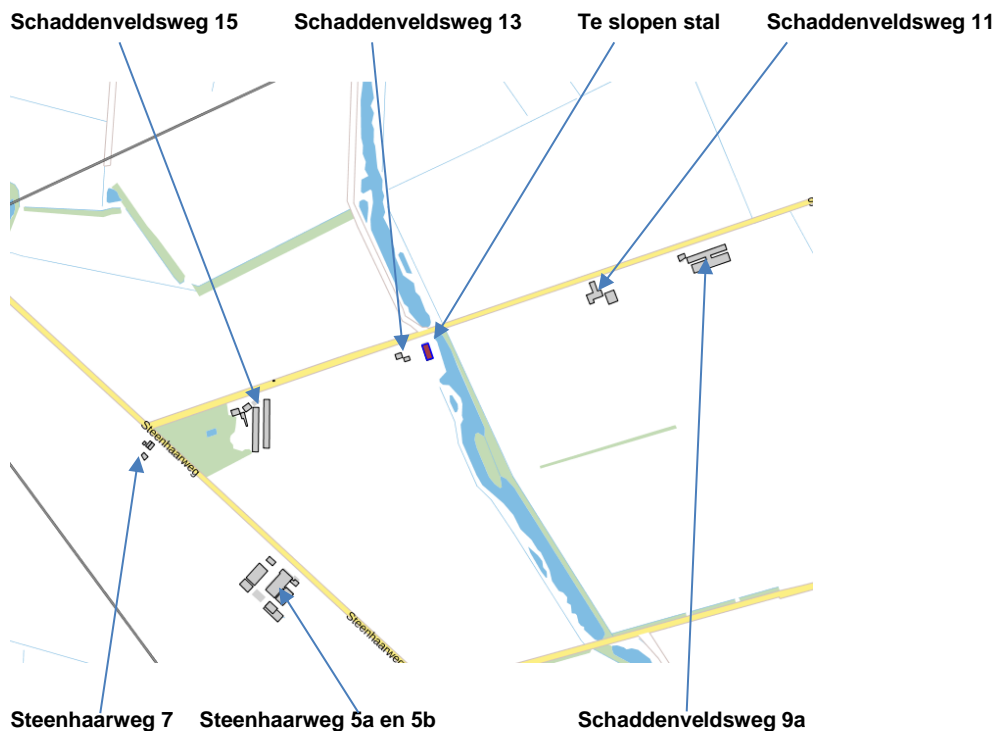 Schaddenveldsweg 15 Schaddenveldsweg 13 Te slopen stal Schaddenveldsweg 11
Steenhaarweg
Steenhaarweg
Steenhaarweg 7 Steenhaarweg 5a en 5b Schaddenveldsweg 9a